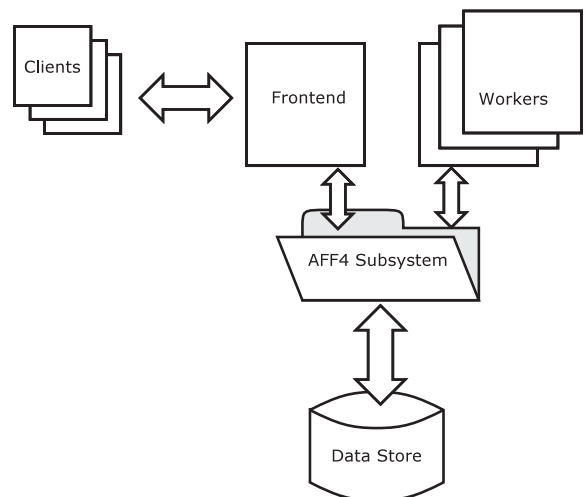 Clients
Frontend
Workers
AFF4 Subsystem
Data Store